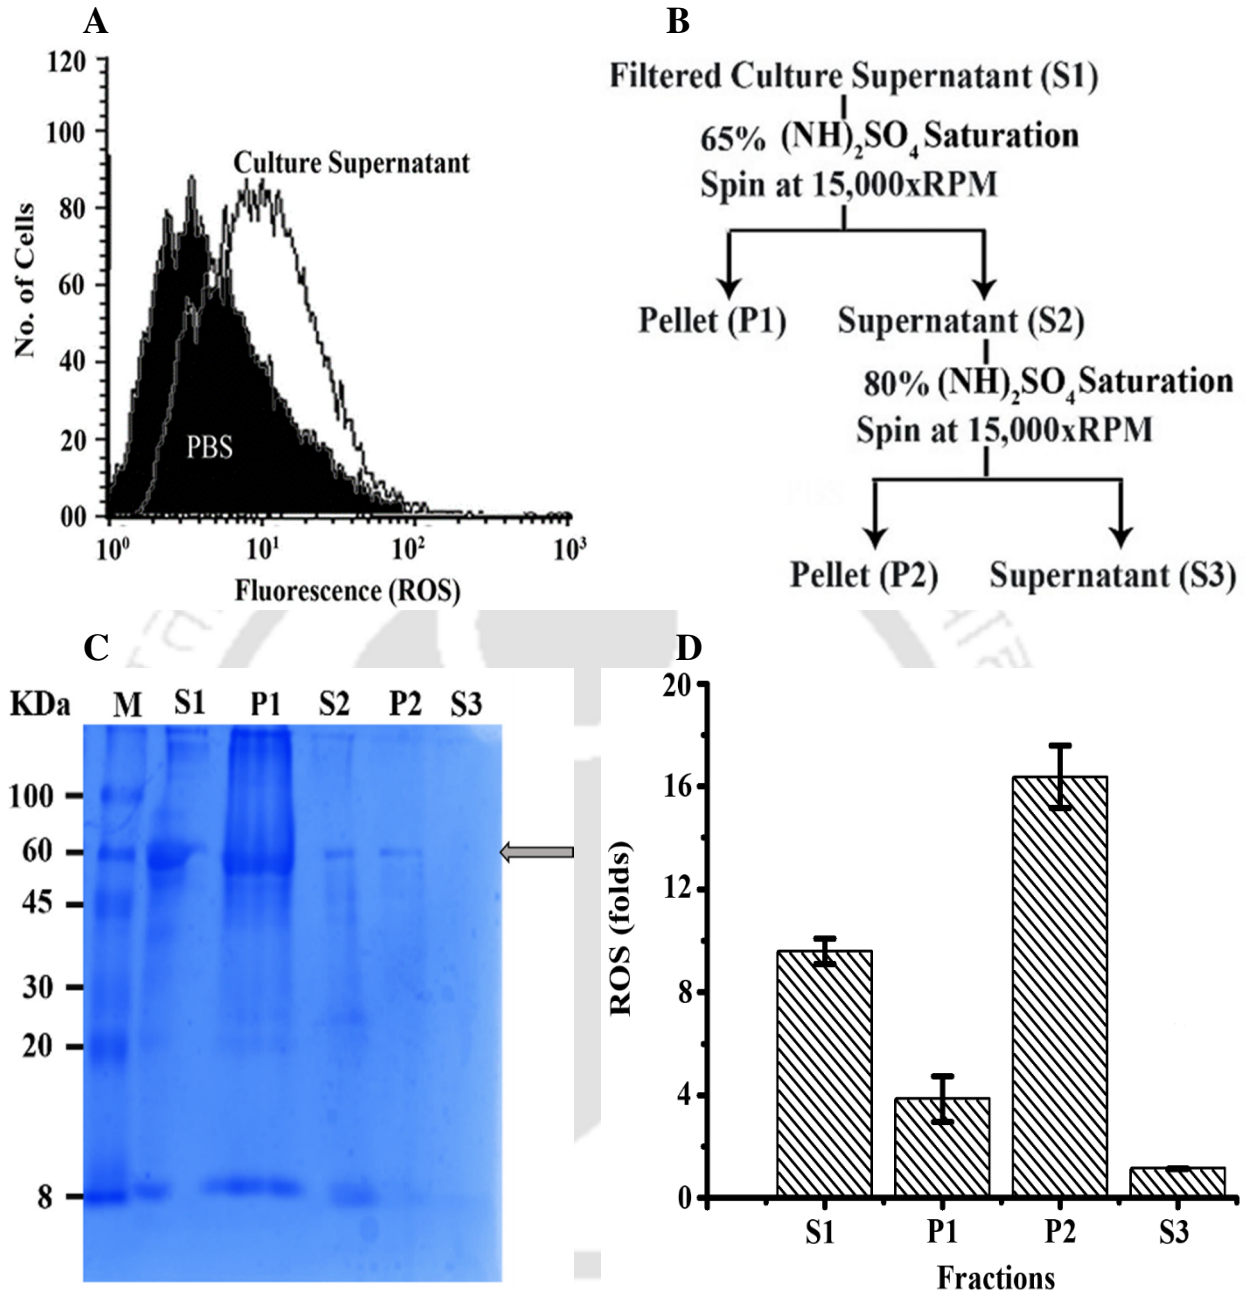 A
120
100
80
60
40
20
00
No. of Cells
Culture Supernatant
PBS
10⁰ 10¹ 10² 10³
Fluorescence (ROS)
B
Filtered Culture Supernatant (S1)
65% (NH)₂SO₄ Saturation
Spin at 15,000xRPM
Pellet (P1) Supernatant (S2)
80% (NH)₂SO₄ Saturation
Spin at 15,000xRPM
Pellet (P2) Supernatant (S3)
C
KDa M S1 P1 S2 P2 S3
100
60
45
30
20
8
D
20
16
12
8
4
0
ROS (folds)
S1 P1 P2 S3
Fractions